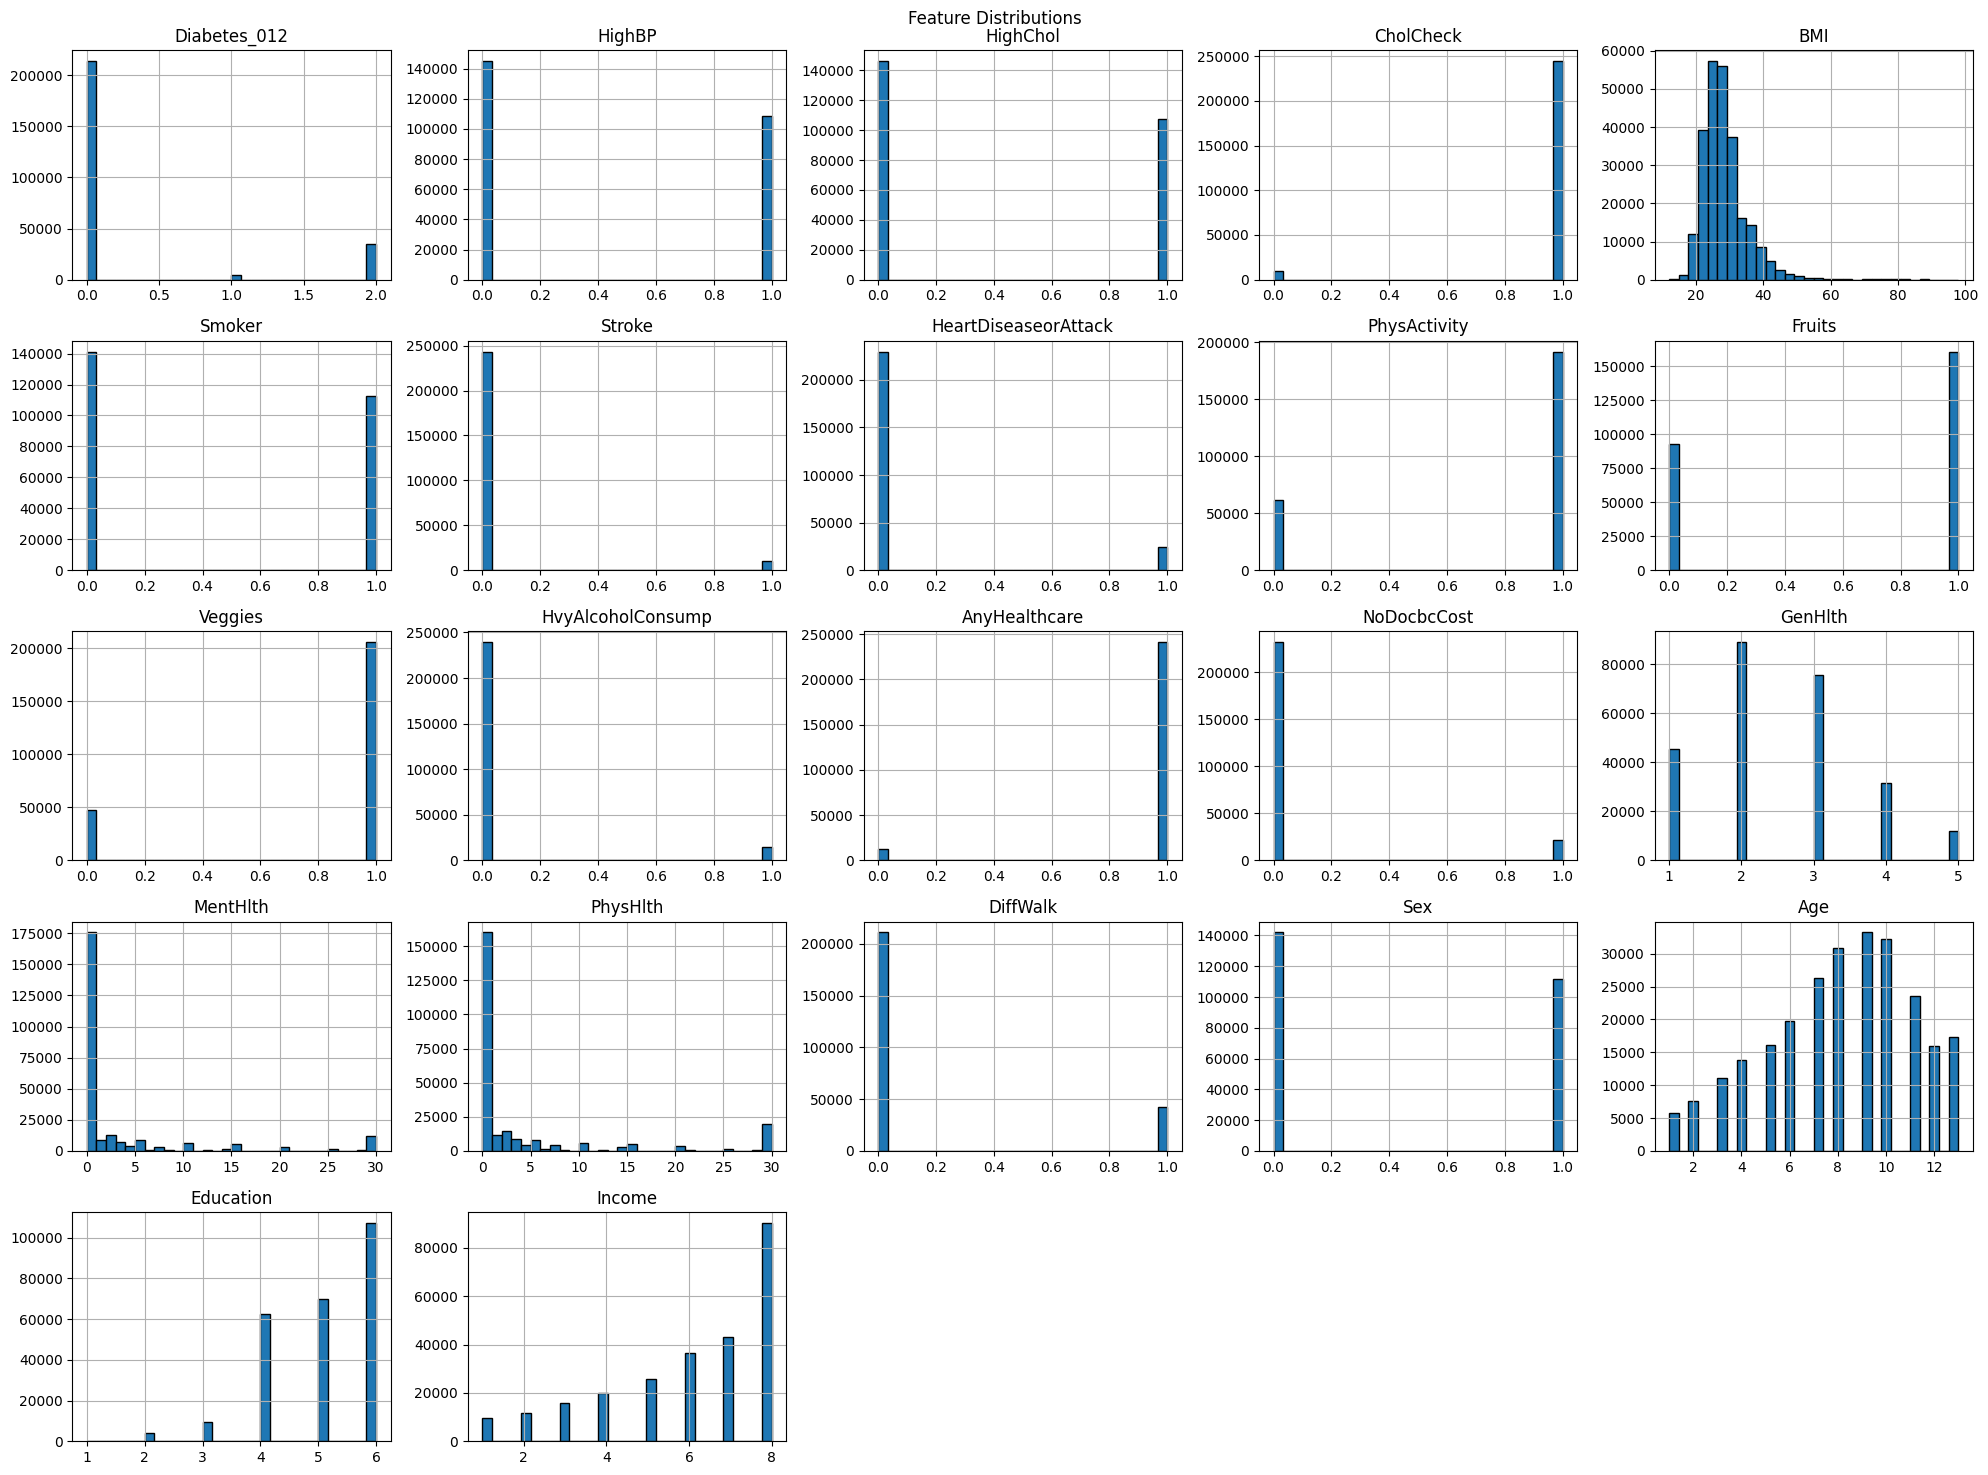 Feature Distributions
Diabetes_012 HighBP HighChol CholCheck BMI
200000 150000 100000 50000 0
0.0 0.5 1.0 1.5 2.0
140000 120000 100000 80000 60000 40000 20000 0
0.0 0.2 0.4 0.6 0.8 1.0
140000 120000 100000 80000 60000 40000 20000 0
0.0 0.2 0.4 0.6 0.8 1.0
250000 200000 150000 100000 50000 0
0.0 0.2 0.4 0.6 0.8 1.0
60000 50000 40000 30000 20000 10000 0
20 40 60 80 100
Smoker Stroke HeartDiseaseorAttack PhysActivity Fruits
140000 120000 100000 80000 60000 40000 20000 0
0.0 0.2 0.4 0.6 0.8 1.0
250000 200000 150000 100000 50000 0
0.0 0.2 0.4 0.6 0.8 1.0
200000 150000 100000 50000 0
0.0 0.2 0.4 0.6 0.8 1.0
200000 150000 100000 50000 0
0.0 0.2 0.4 0.6 0.8 1.0
150000 125000 100000 75000 50000 25000 0
0.0 0.2 0.4 0.6 0.8 1.0
Veggies HvyAlcoholConsump AnyHealthcare NoDocbcCost GenHlth
200000 150000 100000 50000 0
0.0 0.2 0.4 0.6 0.8 1.0
250000 200000 150000 100000 50000 0
0.0 0.2 0.4 0.6 0.8 1.0
250000 200000 150000 100000 50000 0
0.0 0.2 0.4 0.6 0.8 1.0
200000 150000 100000 50000 0
0.0 0.2 0.4 0.6 0.8 1.0
80000 60000 40000 20000 0
1 2 3 4 5
MentHlth PhysHlth DiffWalk Sex Age
175000 150000 125000 100000 75000 50000 25000 0
0 5 10 15 20 25 30
150000 125000 100000 75000 50000 25000 0
0 5 10 15 20 25 30
200000 150000 100000 50000 0
0.0 0.2 0.4 0.6 0.8 1.0
140000 120000 100000 80000 60000 40000 20000 0
0.0 0.2 0.4 0.6 0.8 1.0
30000 25000 20000 15000 10000 5000 0
2 4 6 8 10 12
Education Income
100000 80000 60000 40000 20000 0
1 2 3 4 5 6
80000 60000 40000 20000 0
2 4 6 8